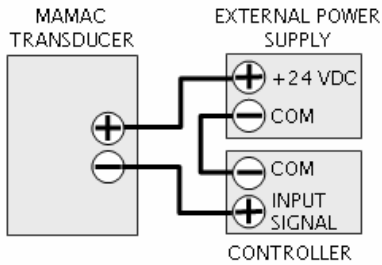 MAMAC
TRANSDUCER
EXTERNAL POWER
SUPPLY
+24 VDC
COM
COM
INPUT
SIGNAL
CONTROLLER